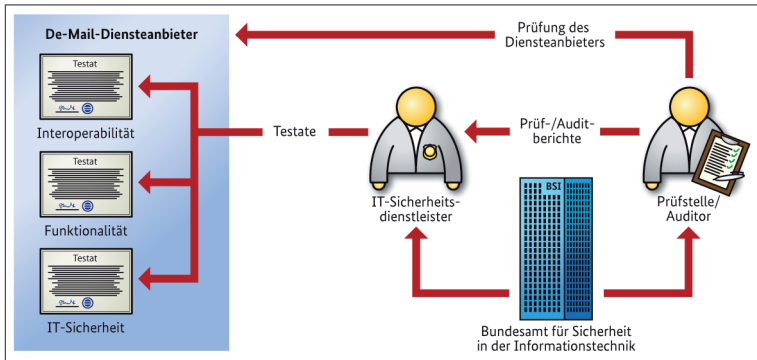 De-Mail-Diensteanbieter
Testat
Interoperabilität
Testat
Funktionalität
Testat
IT-Sicherheit
Prüfung des
Diensteanbieters
Testate
Prüf-/Audit-
berichte
IT-Sicherheits-
dienstleister
Prüfstelle/
Auditor
BSI
Bundesamt für Sicherheit
in der Informationstechnik